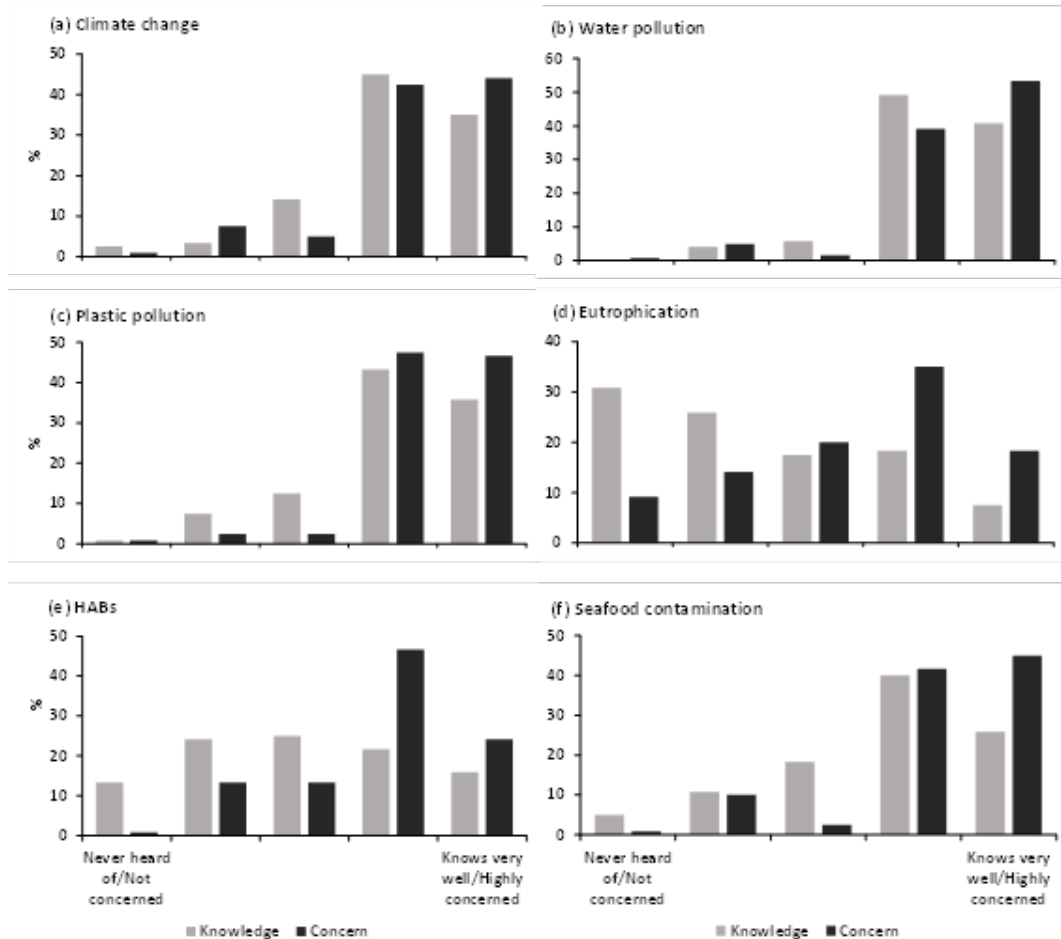 (a) Climate change
50
40
30
20
10
0
%
(b) Water pollution
60
50
40
30
20
10
0
(c) Plastic pollution
50
40
30
20
10
0
%
(d) Eutrophication
40
30
20
10
0
(e) HABs
50
40
30
20
10
0
%
Never heard
of/Not
concerned
Knows very
well/Highly
concerned
Knowledge Concern
(f) Seafood contamination
50
40
30
20
10
0
Never heard
of/Not
concerned
Knows very
well/Highly
concerned
Knowledge Concern